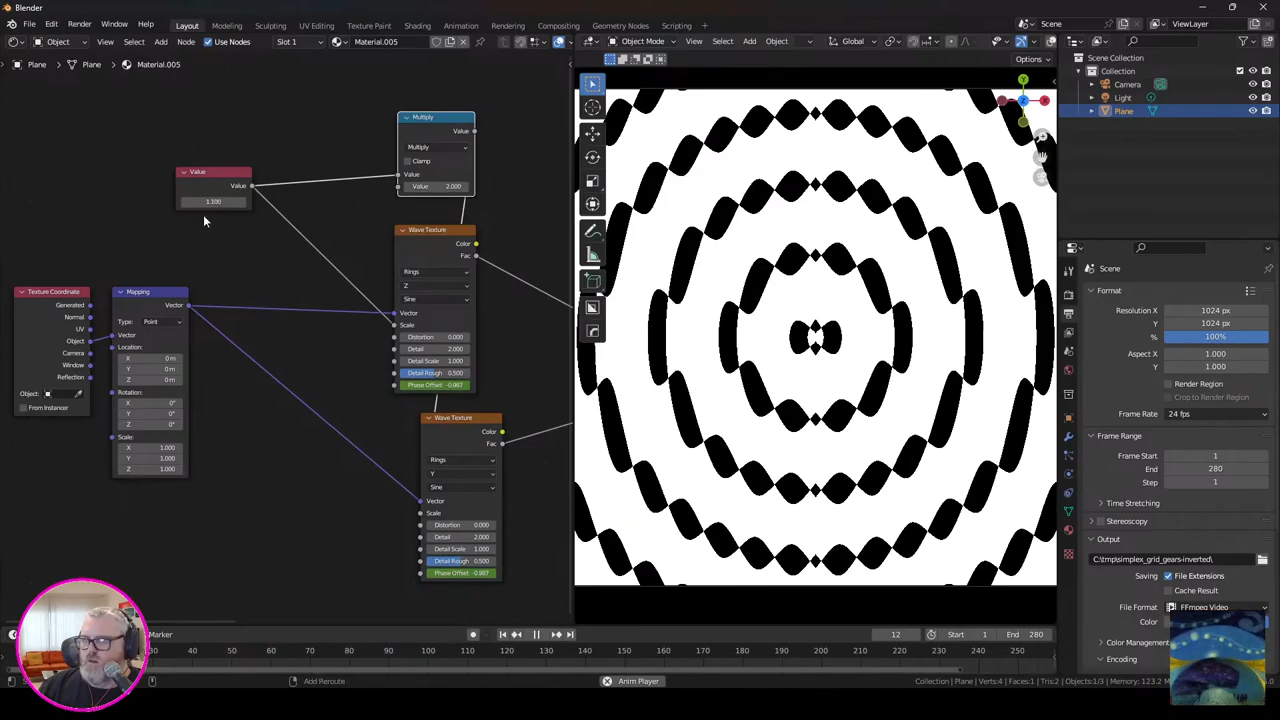 Blender
File Edit Render Window Help Layout Modeling Sculpting UV Editing Texture Paint Shading Animation Rendering Compositing Geometry Nodes Scripting + Scene ViewLayer
Object View Select Add Node Use Nodes Slot 1 Material.005 Object Mode View Select Add Object Global
Plane > Plane > Material.005
Options
Multiply
Value
Multiply
Clamp
Value
Value 2.000
Value
Value
1.100
Wave Texture
Color
Fac
Rings
Z
Sine
Vector
Scale
Distortion 0.000
Detail 2.000
Detail Scale 1.000
Detail Rough 0.500
Phase Offset -0.987
Texture Coordinate
Generated
Normal
UV
Object
Camera
Window
Reflection
Object:
From Instancer
Mapping
Vector
Type: Point
Vector
Location:
X 0 m
Y 0 m
Z 0 m
Rotation:
X 0°
Y 0°
Z 0°
Scale:
X 1.000
Y 1.000
Z 1.000
Wave Texture
Color
Fac
Rings
Y
Sine
Vector
Scale
Distortion 0.000
Detail 2.000
Detail Scale 1.000
Detail Rough 0.500
Phase Offset -0.987
Z
X
Scene Collection
Collection
Camera
Light
Plane
Scene
Format
Resolution X 1024 px
Y 1024 px
% 100%
Aspect X 1.000
Y 1.000
Render Region
Crop to Render Region
Frame Rate 24 fps
Frame Range
Frame Start 1
End 280
Step 1
Time Stretching
Stereoscopy
Output
C:\tmp\simplex_grid_gears-inverted\
Saving File Extensions
Cache Result
File Format FFmpeg Video
Color
Color Management
Encoding
Marker 12 Start 1 End 280
30 40 50 60 70 80 90 100 110 120 130 140 150 160 170 180 190 200 210 220 230 240 250
Add Reroute Anim Player Collection | Plane | Verts:4 | Faces:1 | Tris:2 | Objects:1/3 | Memory: 123.2